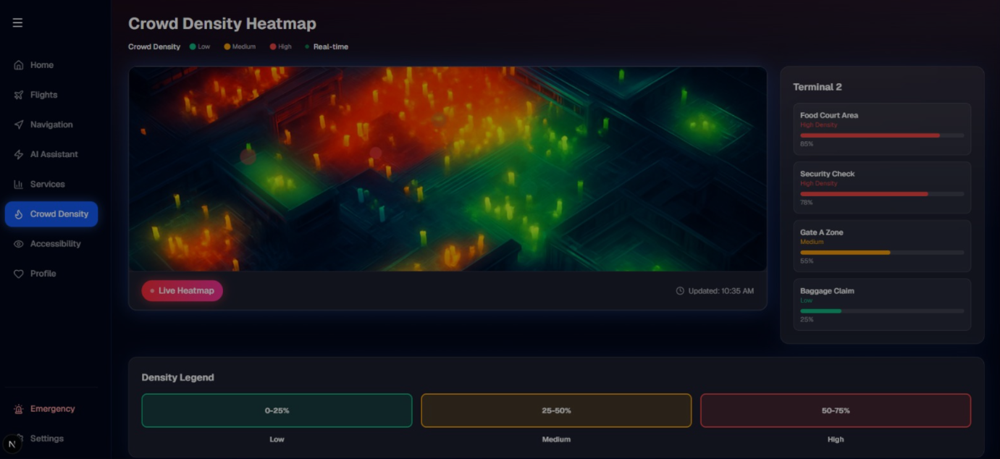 Crowd Density Heatmap
Crowd Density Low Medium High Real-time
Home
Flights
Navigation
AI Assistant
Services
Crowd Density
Accessibility
Profile
Emergency
Settings
N
Live Heatmap
Updated: 10:35 AM
Terminal 2
Food Court Area
High Density
85%
Security Check
High Density
78%
Gate A Zone
Medium
55%
Baggage Claim
Low
25%
Density Legend
0-25% 25-50% 50-75%
Low Medium High